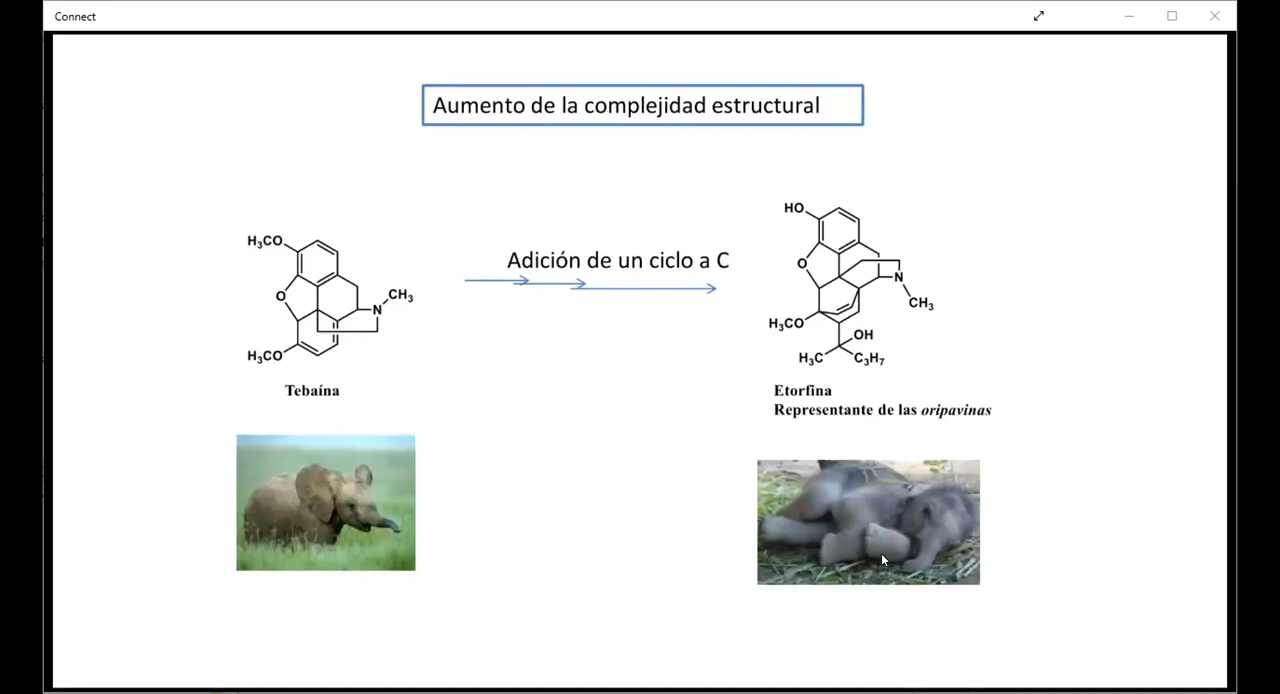 Connect
Aumento de la complejidad estructural
H₃CO
O
N
CH₃
H₃CO
Tebaína
Adición de un ciclo a C
HO
O
N
CH₃
H₃CO
OH
H₃C
C₃H₇
Etorfina
Representante de las oripavinas